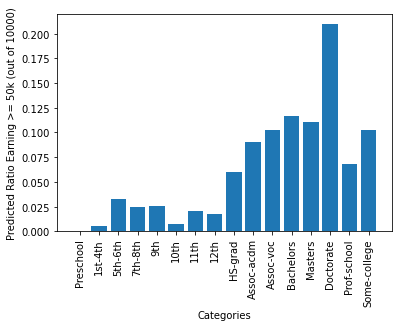 Predicted Ratio Earning >= 50k (out of 10000)
0.200
0.175
0.150
0.125
0.100
0.075
0.050
0.025
0.000
Preschool
1st-4th
5th-6th
7th-8th
9th
10th
11th
12th
HS-grad
Assoc-acdm
Assoc-voc
Bachelors
Masters
Doctorate
Prof-school
Some-college
Categories